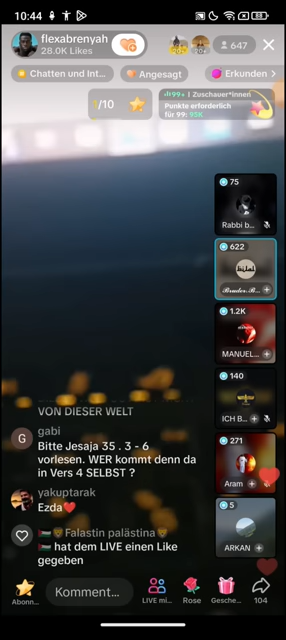 10:44
58
flexabrenyah
28.0K Likes
20+
647
Chatten und Int...
Angesagt
Erkunden
1/10
99+ | Zuschauer*innen
Punkte erforderlich
für 99: 95K
75
Rabbi b...
622
Bruder.B...
1.2K
MANUEL...
140
ICH B...
271
Aram
5
ARKAN
VON DIESER WELT
G
gabi
Bitte Jesaja 35 . 3 - 6
vorlesen. WER kommt denn da
in Vers 4 SELBST ?
yakuptarak
Ezda❤️
🇵🇸🦁Falastin palästina🦁
🇵🇸 hat dem LIVE einen Like
gegeben
Abonn...
Komment...
LIVE mi...
Rose
Gesche...
104